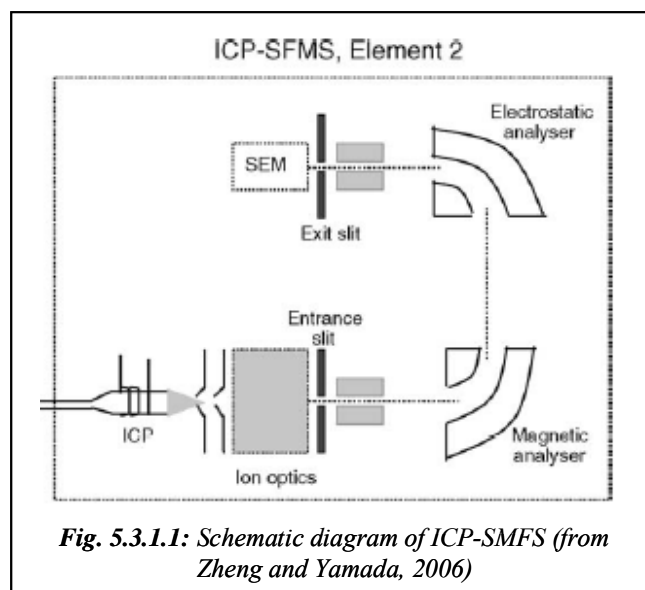 ICP-SFMS, Element 2
Electrostatic
analyser
SEM
Exit slit
Entrance
slit
ICP
Ion optics
Magnetic
analyser
Fig. 5.3.1.1: Schematic diagram of ICP-SMFS (from
Zheng and Yamada, 2006)